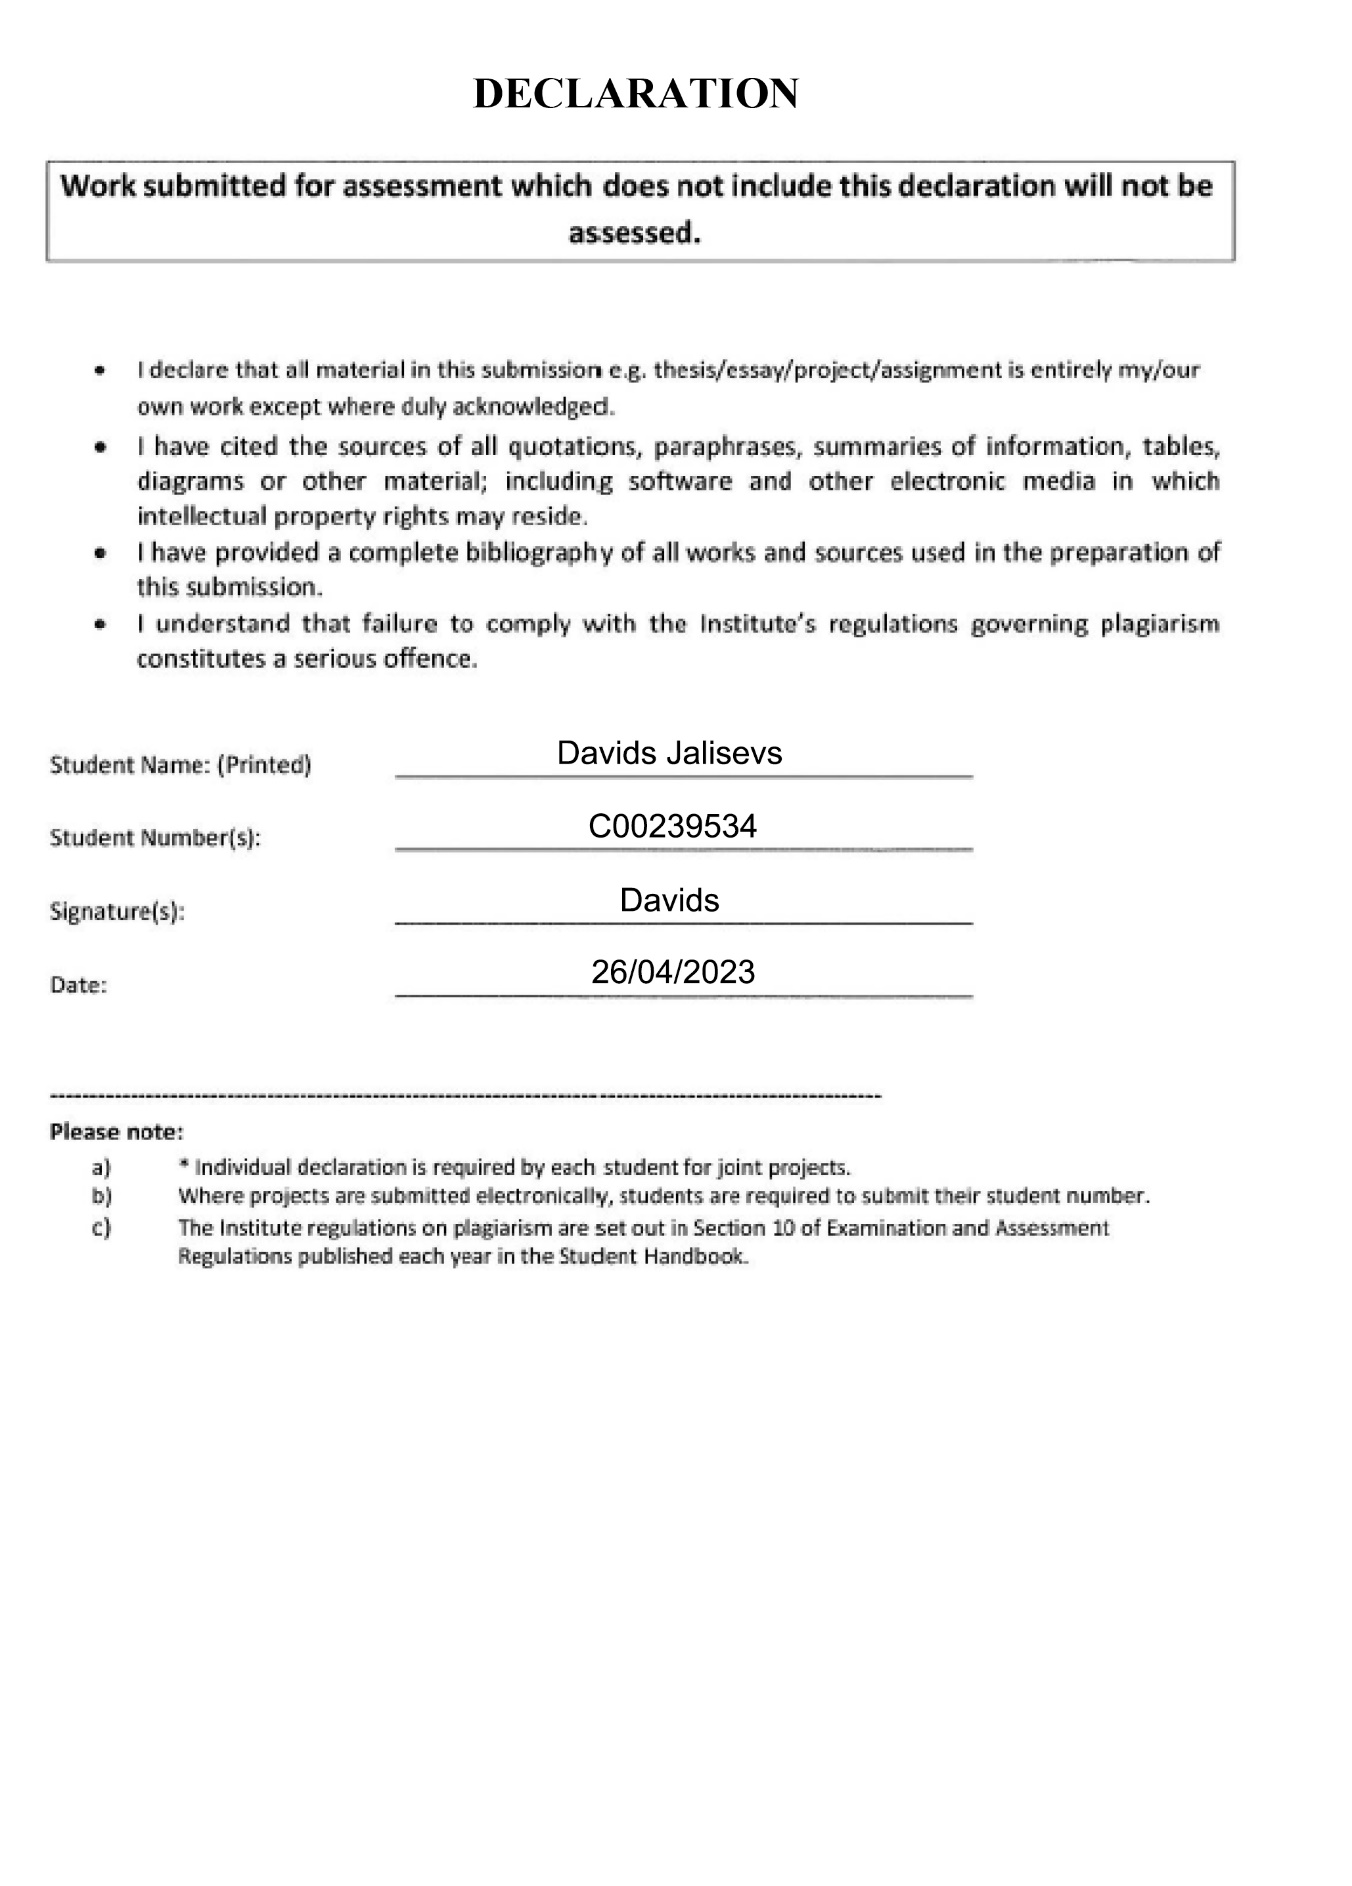 DECLARATION
Work submitted for assessment which does not include this declaration will not be
assessed.
• I declare that all material in this submission e.g. thesis/essay/project/assignment is entirely my/our
own work except where duly acknowledged.
• I have cited the sources of all quotations, paraphrases, summaries of information, tables,
diagrams or other material; including software and other electronic media in which
intellectual property rights may reside.
• I have provided a complete bibliography of all works and sources used in the preparation of
this submission.
• I understand that failure to comply with the Institute's regulations governing plagiarism
constitutes a serious offence.
Student Name: (Printed) Davids Jalisevs
Student Number(s): C00239534
Signature(s): Davids
Date: 26/04/2023
Please note:
a) * Individual declaration is required by each student for joint projects.
b) Where projects are submitted electronically, students are required to submit their student number.
c) The Institute regulations on plagiarism are set out in Section 10 of Examination and Assessment
Regulations published each year in the Student Handbook.